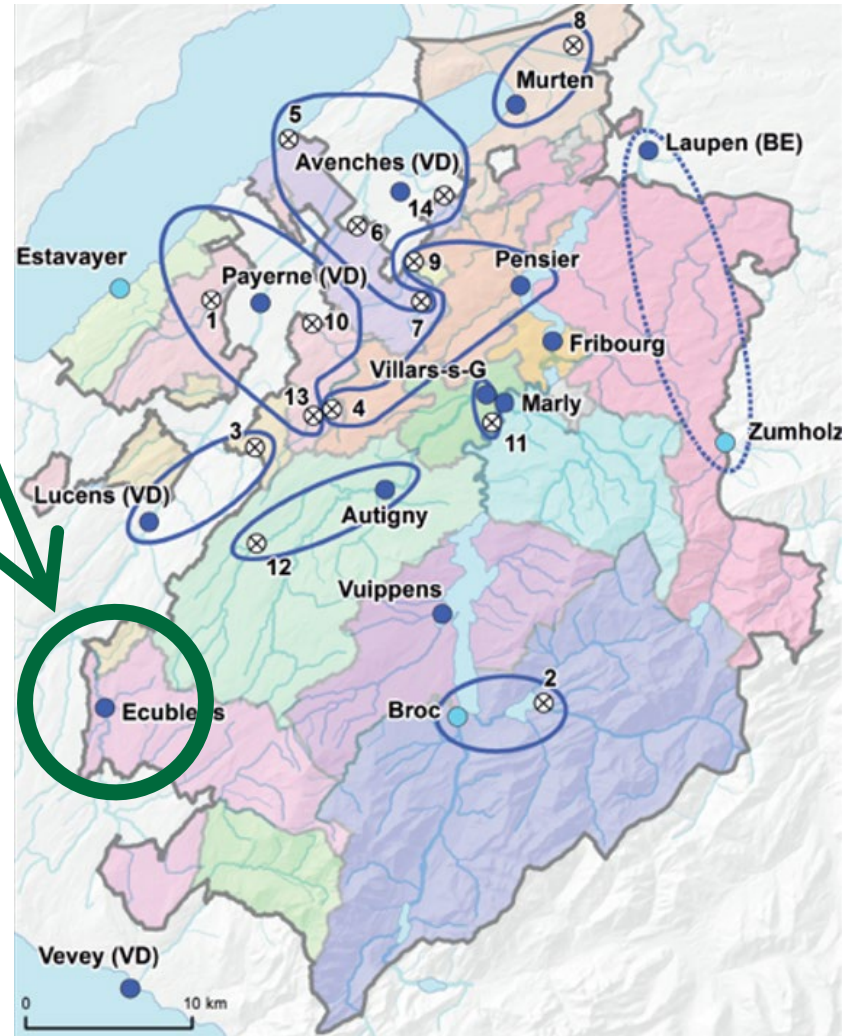 8
Murten
5
Laupen (BE)
Avenches (VD)
14
6
Estavayer
9
Pensier
Payerne (VD)
1
10
7
Fribourg
Villars-s-G
13
4
Marly
3
11
Zumholz
Lucens (VD)
Autigny
12
Vuippens
2
Ecublens
Broc
Vevey (VD)
0
10 km